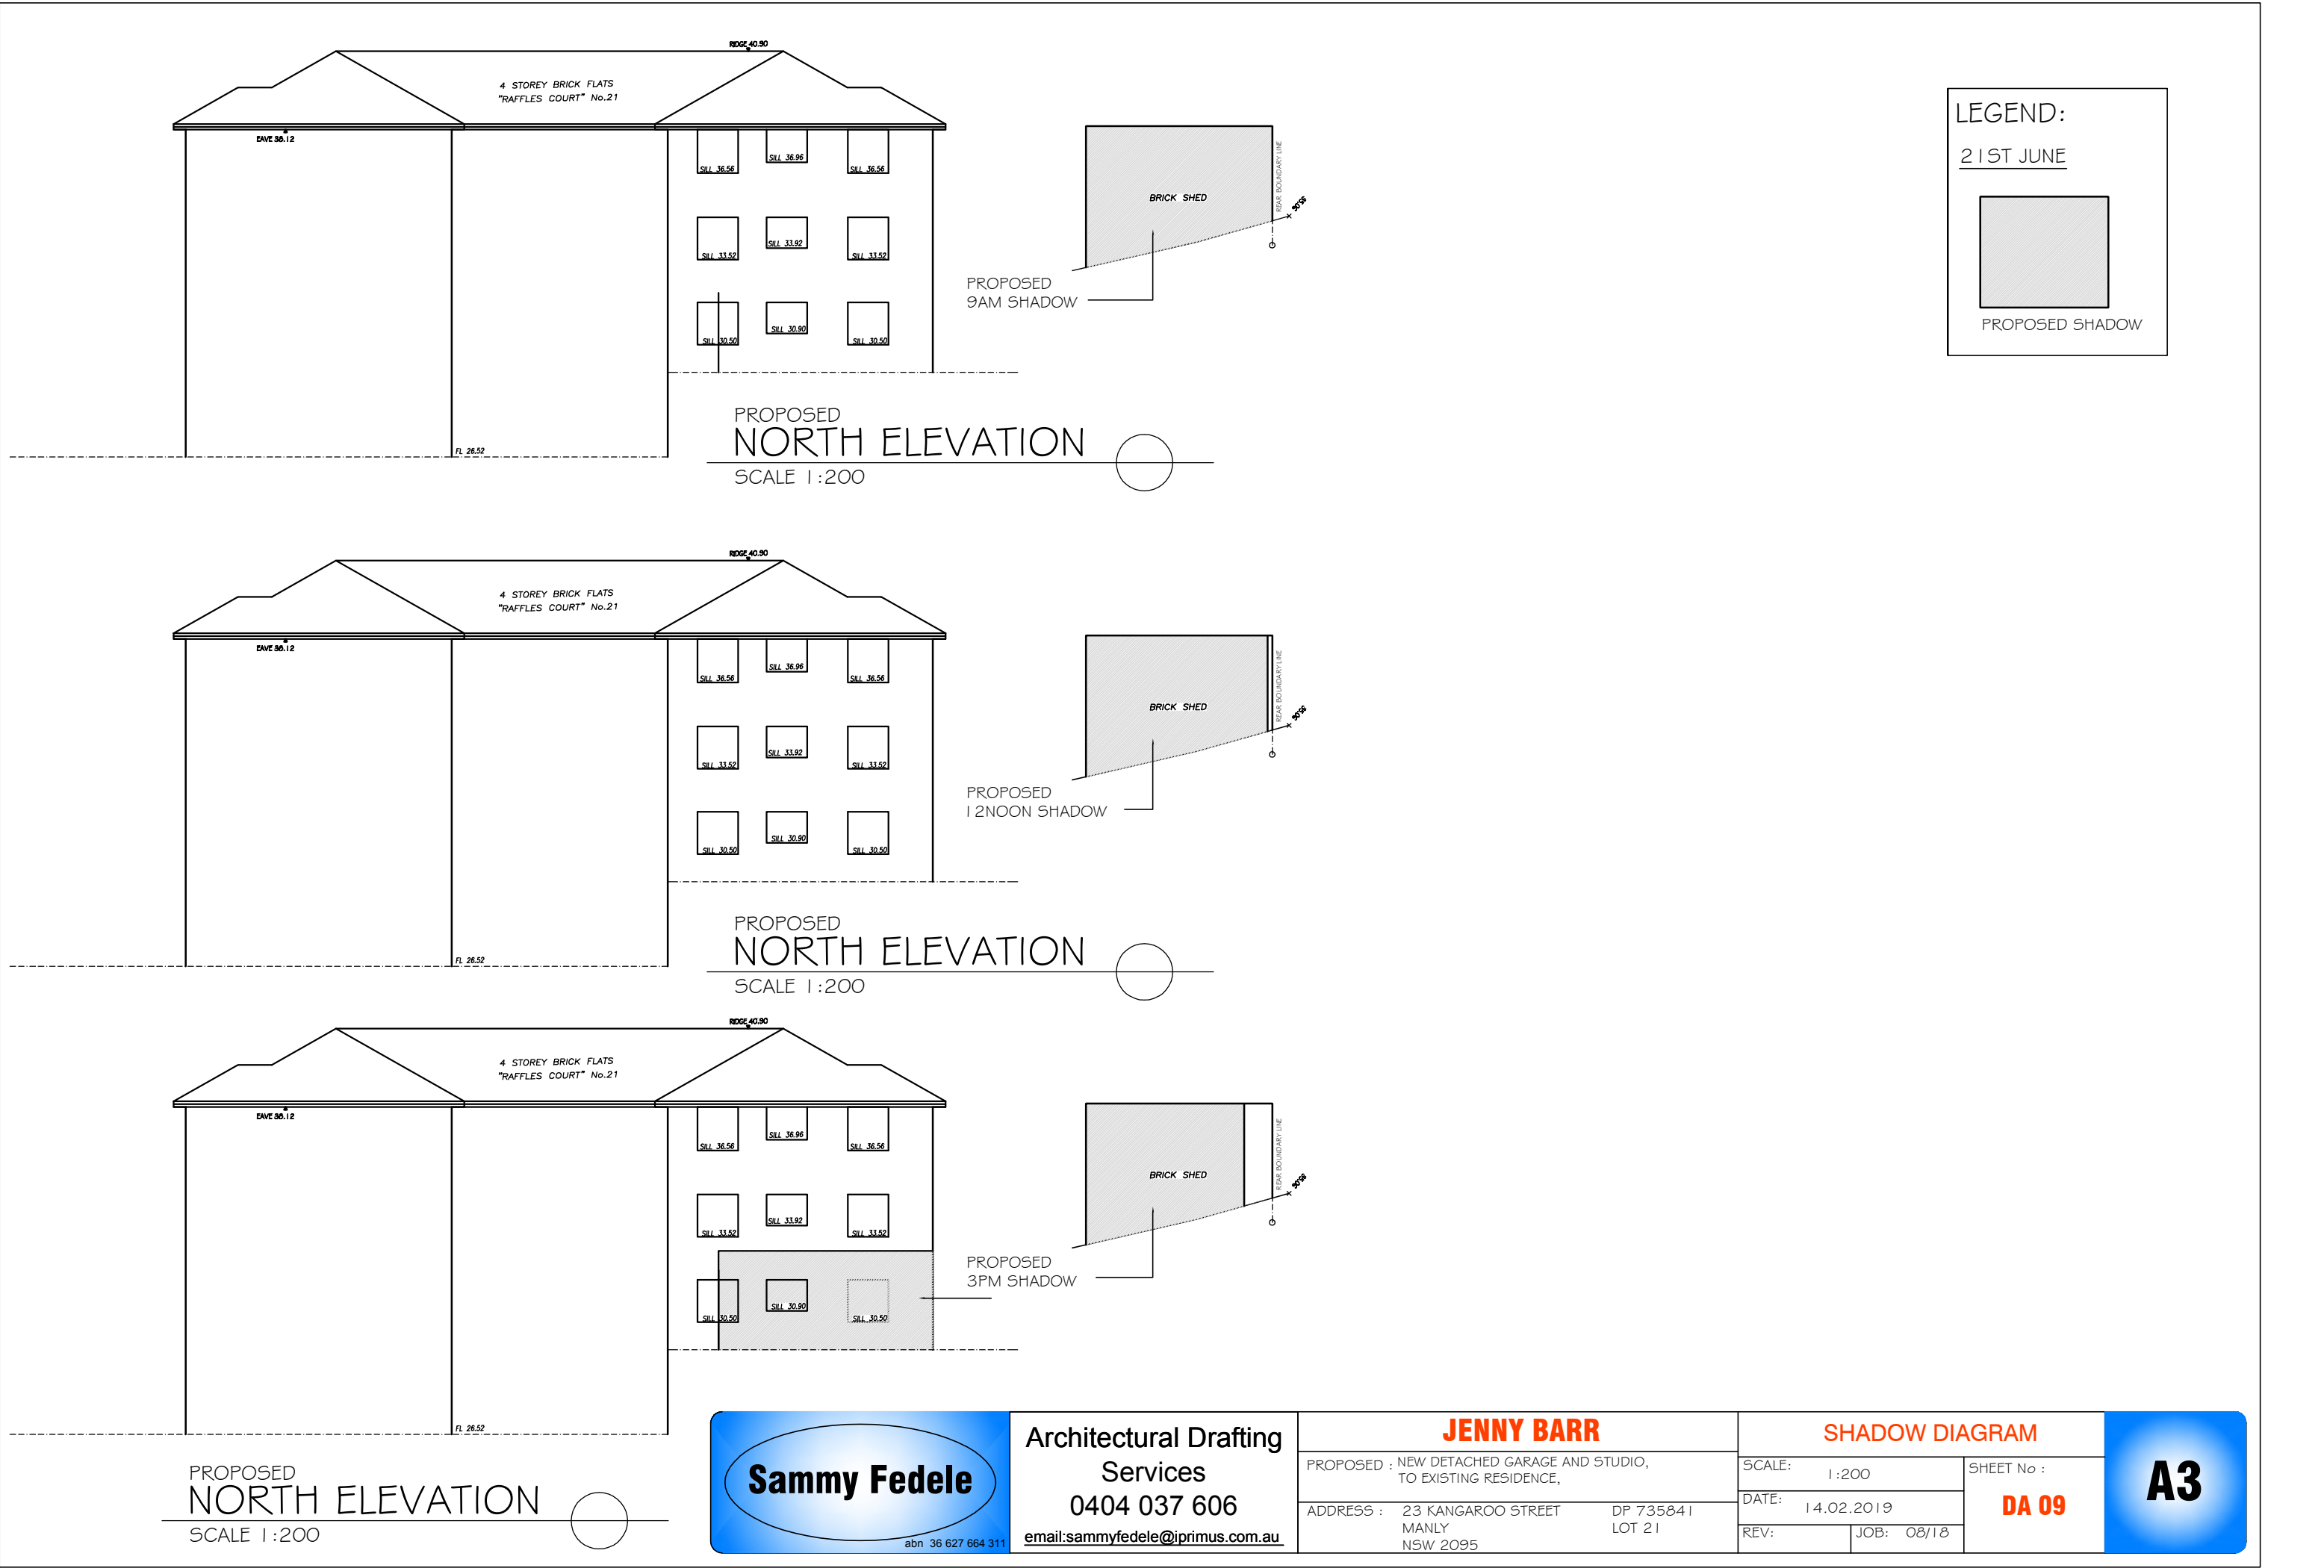 RIDGE 40.90
4 STOREY BRICK FLATS
"RAFFLES COURT" No.21
EAVE 38.12
SILL 36.56
SILL 36.96
SILL 36.56
SILL 33.52
SILL 33.92
SILL 33.52
SILL 30.50
SILL 30.90
SILL 30.50
FL 26.52
BRICK SHED
REAR BOUNDARY LINE
PROPOSED
9AM SHADOW
PROPOSED
NORTH ELEVATION
SCALE 1:200
LEGEND:
21ST JUNE
PROPOSED SHADOW
RIDGE 40.90
4 STOREY BRICK FLATS
"RAFFLES COURT" No.21
EAVE 38.12
SILL 36.56
SILL 36.96
SILL 36.56
SILL 33.52
SILL 33.92
SILL 33.52
SILL 30.50
SILL 30.90
SILL 30.50
FL 26.52
BRICK SHED
REAR BOUNDARY LINE
PROPOSED
12NOON SHADOW
PROPOSED
NORTH ELEVATION
SCALE 1:200
RIDGE 40.90
4 STOREY BRICK FLATS
"RAFFLES COURT" No.21
EAVE 38.12
SILL 36.56
SILL 36.96
SILL 36.56
SILL 33.52
SILL 33.92
SILL 33.52
SILL 30.50
SILL 30.90
SILL 30.50
FL 26.52
BRICK SHED
REAR BOUNDARY LINE
PROPOSED
3PM SHADOW
PROPOSED
NORTH ELEVATION
SCALE 1:200
Sammy Fedele
abn 36 627 664 311
Architectural Drafting
Services
0404 037 606
email:sammyfedele@iprimus.com.au
JENNY BARR
PROPOSED : NEW DETACHED GARAGE AND STUDIO,
TO EXISTING RESIDENCE,
ADDRESS : 23 KANGAROO STREET DP 735841
MANLY LOT 21
NSW 2095
SHADOW DIAGRAM
SCALE: 1:200
DATE: 14.02.2019
REV: JOB: 08/18
SHEET No :
DA 09
A3